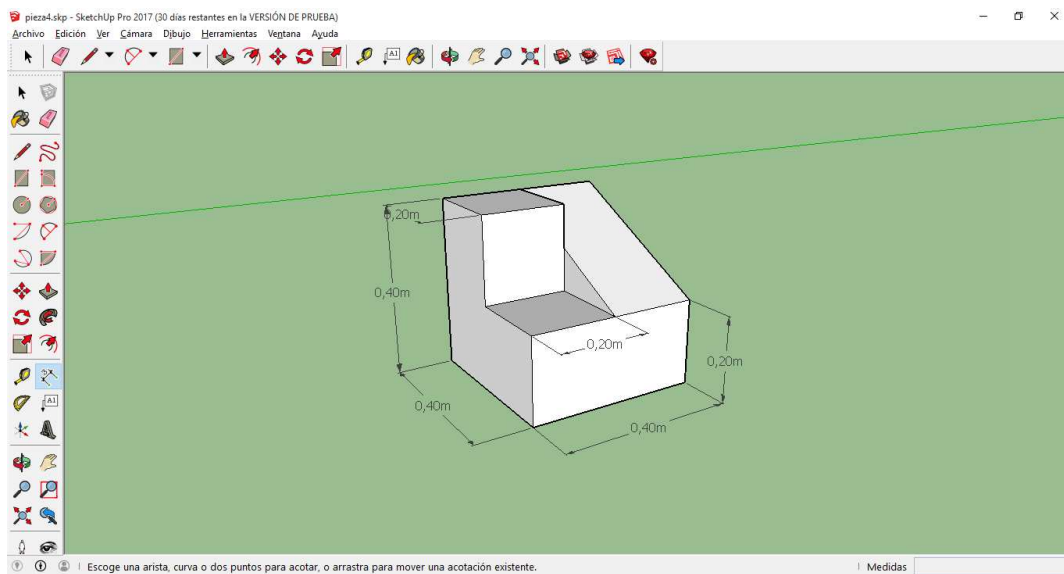 pieza4.skp - SketchUp Pro 2017 (30 días restantes en la VERSIÓN DE PRUEBA)
Archivo Edición Ver Cámara Dibujo Herramientas Ventana Ayuda
A1
A1
0,20m
0,40m
0,20m
0,20m
0,40m
0,40m
Escoge una arista, curva o dos puntos para acotar, o arrastra para mover una acotación existente.
Medidas